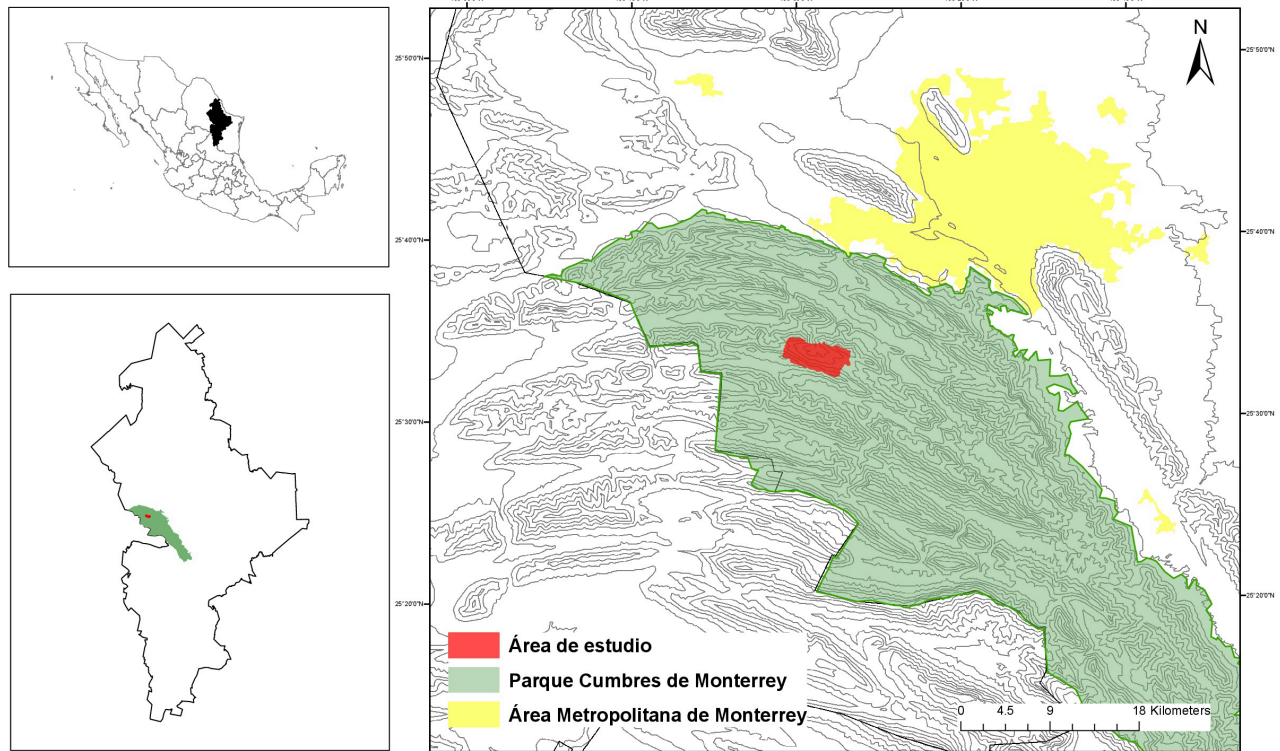 N
25°50'0"N
25°50'0"N
25°40'0"N
25°40'0"N
25°30'0"N
25°30'0"N
25°20'0"N
25°20'0"N
Área de estudio
Parque Cumbres de Monterrey
Área Metropolitana de Monterrey
0 4.5 9 18 Kilometers